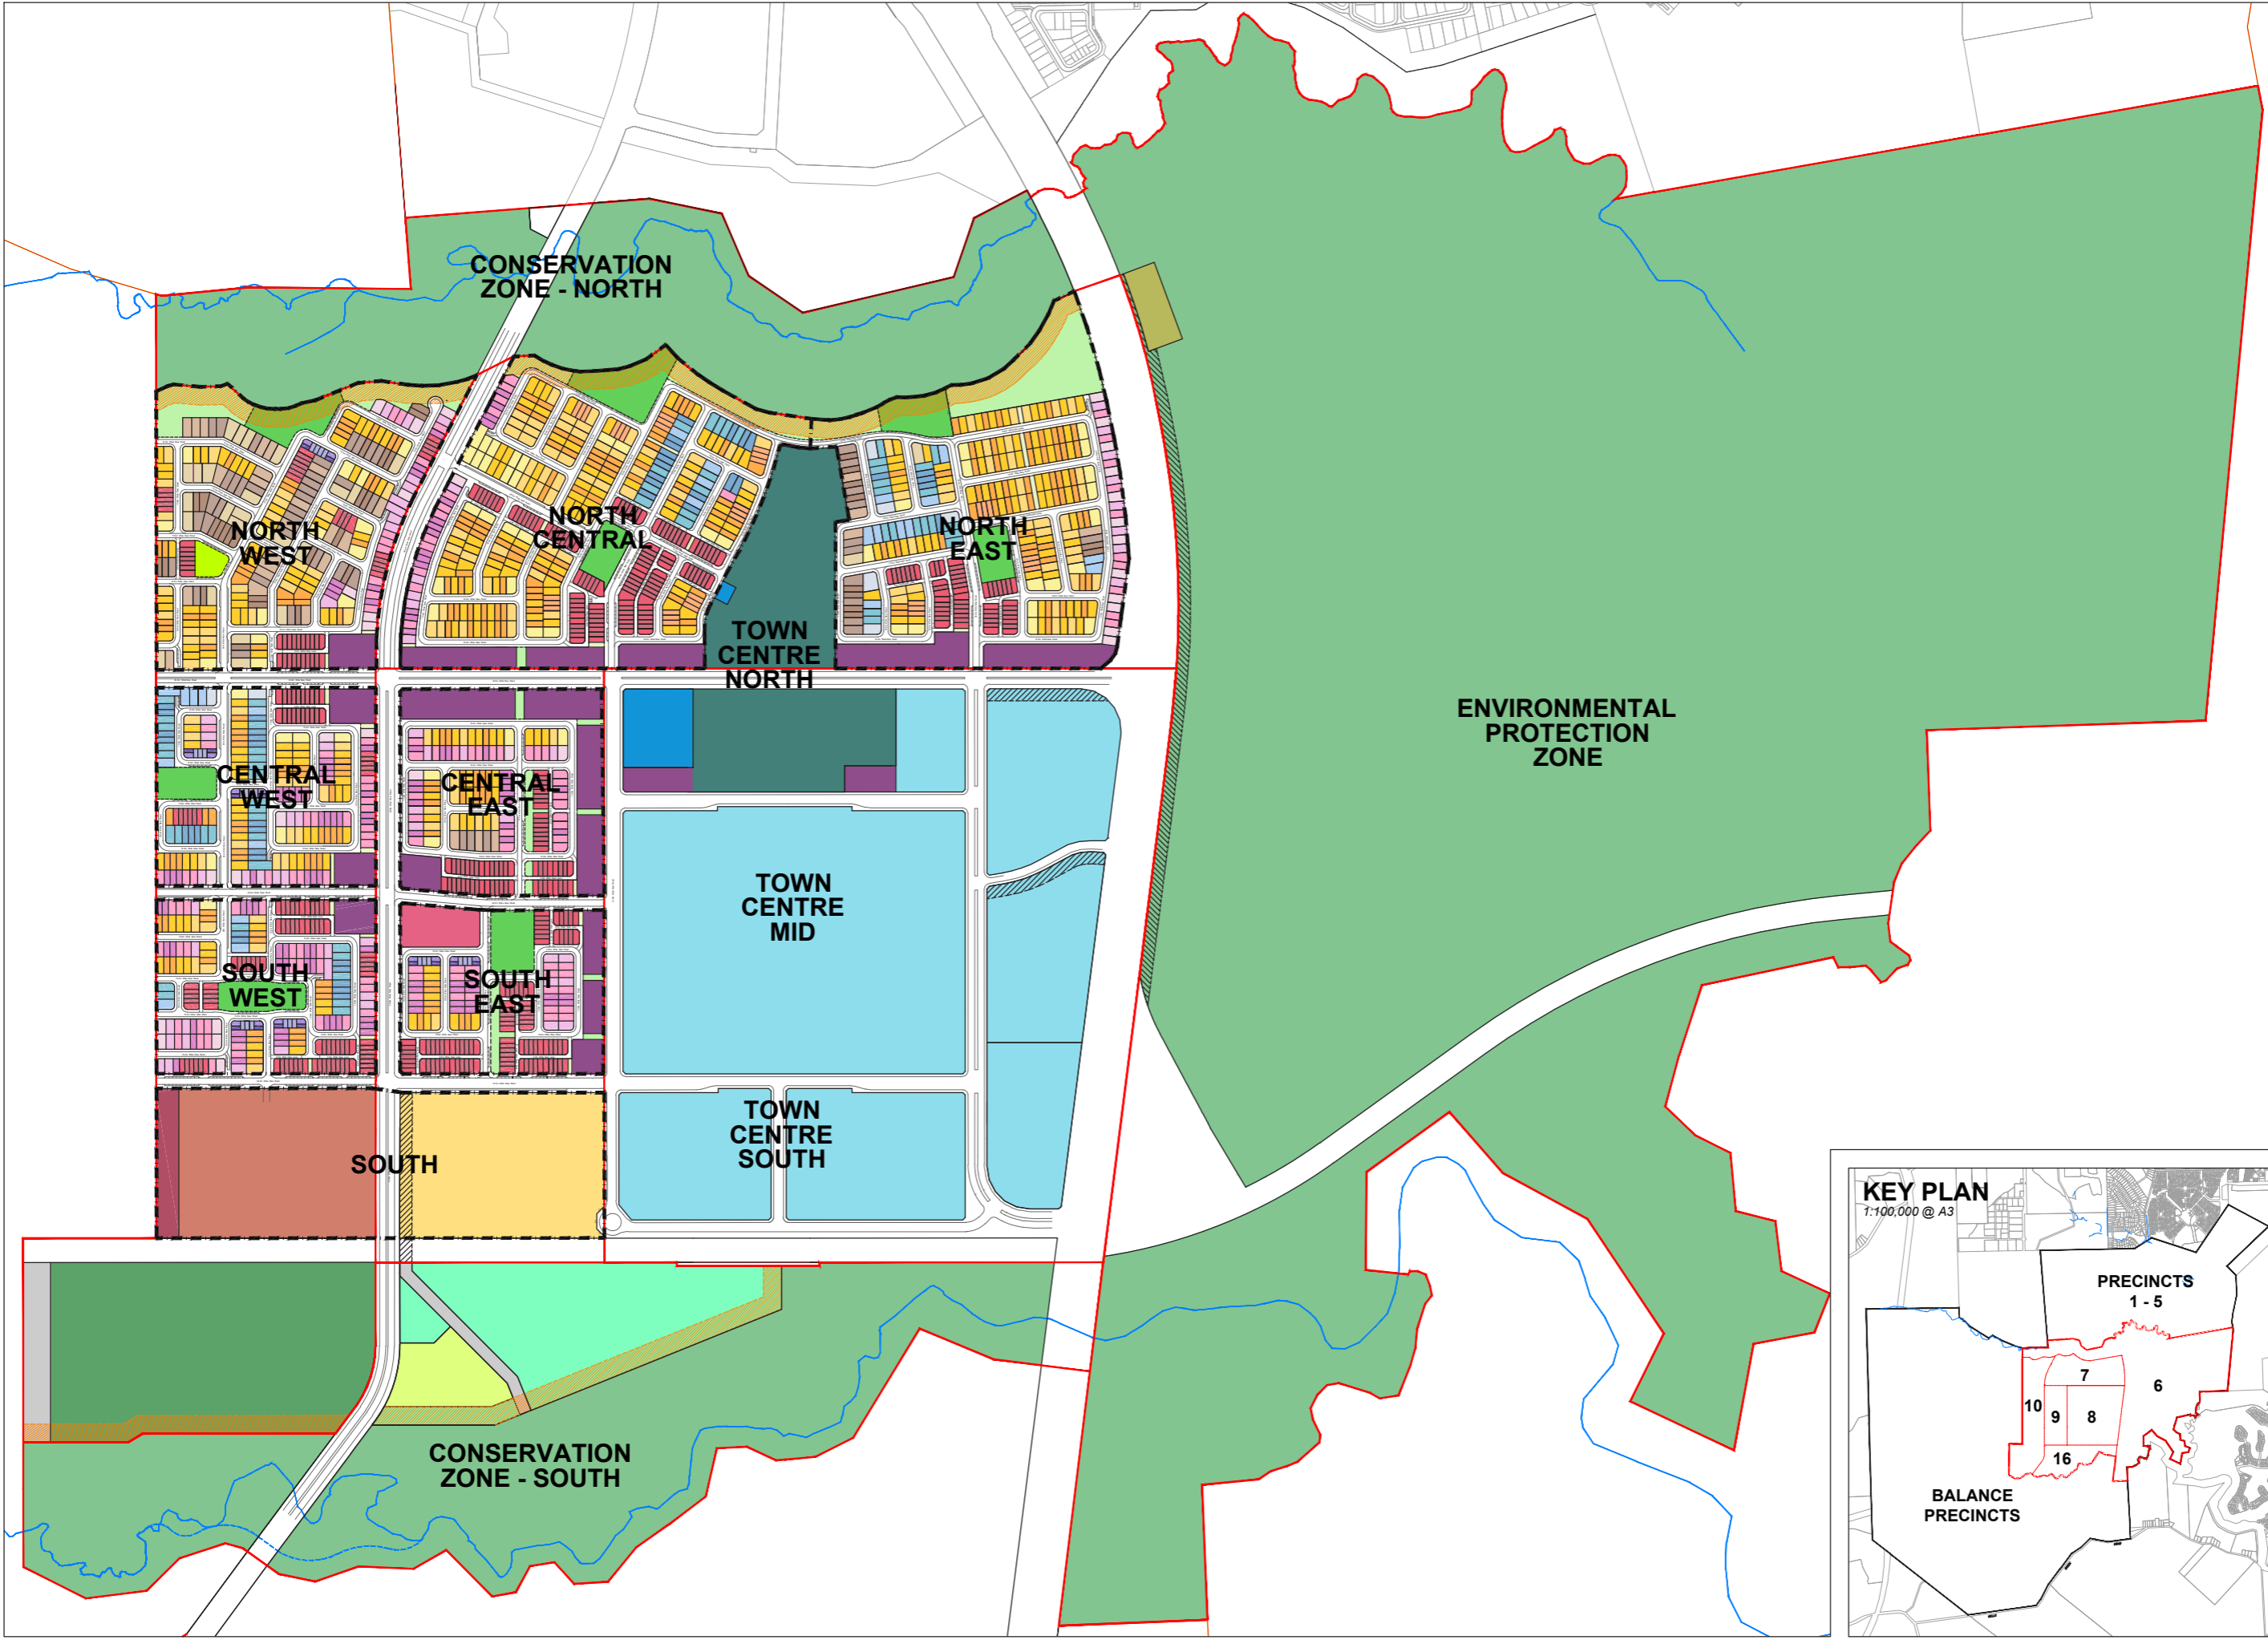 CONSERVATION
ZONE - NORTH
NORTH
WEST
NORTH
CENTRAL
NORTH
EAST
TOWN
CENTRE
NORTH
ENVIRONMENTAL
PROTECTION
ZONE
CENTRAL
WEST
CENTRAL
EAST
TOWN
CENTRE
MID
SOUTH
WEST
SOUTH
EAST
TOWN
CENTRE
SOUTH
SOUTH
CONSERVATION
ZONE - SOUTH
KEY PLAN
1:100,000 @ A3
PRECINCTS
1 - 5
7
6
10
9
8
16
BALANCE
PRECINCTS